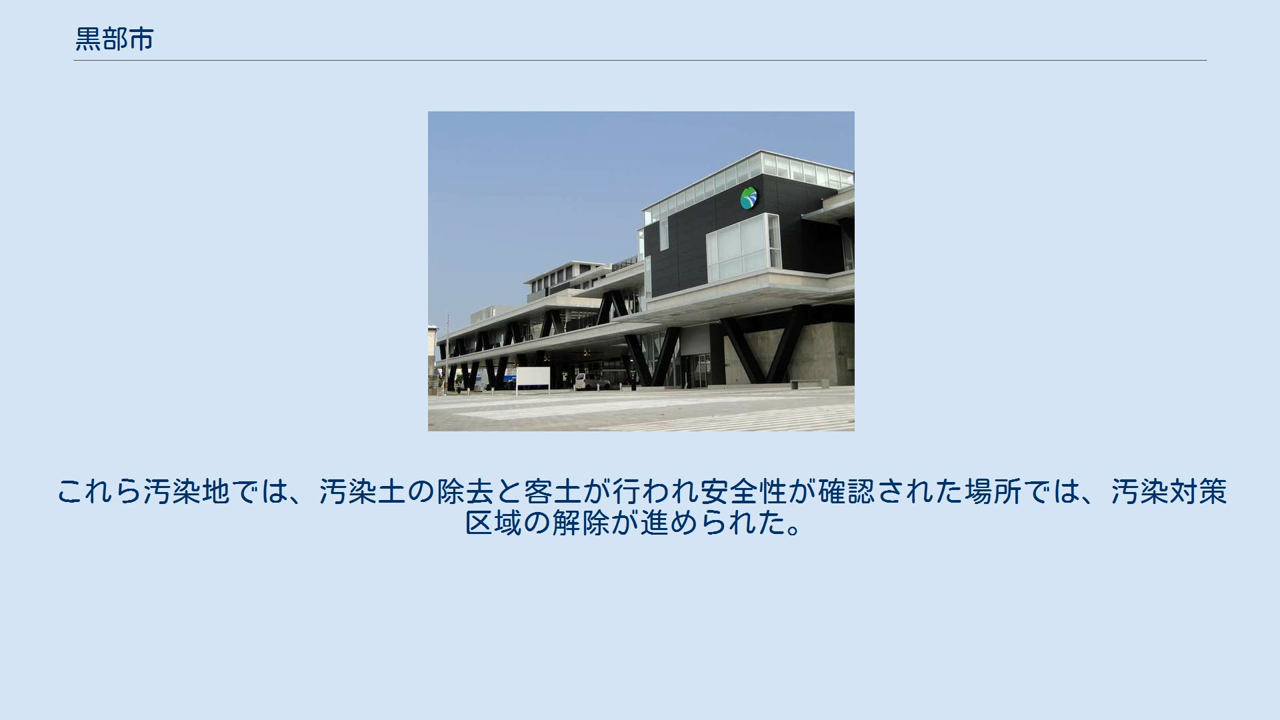 黒部市
これら汚染地では、汚染土の除去と客土が行われ安全性が確認された場所では、汚染対策
区域の解除が進められた。